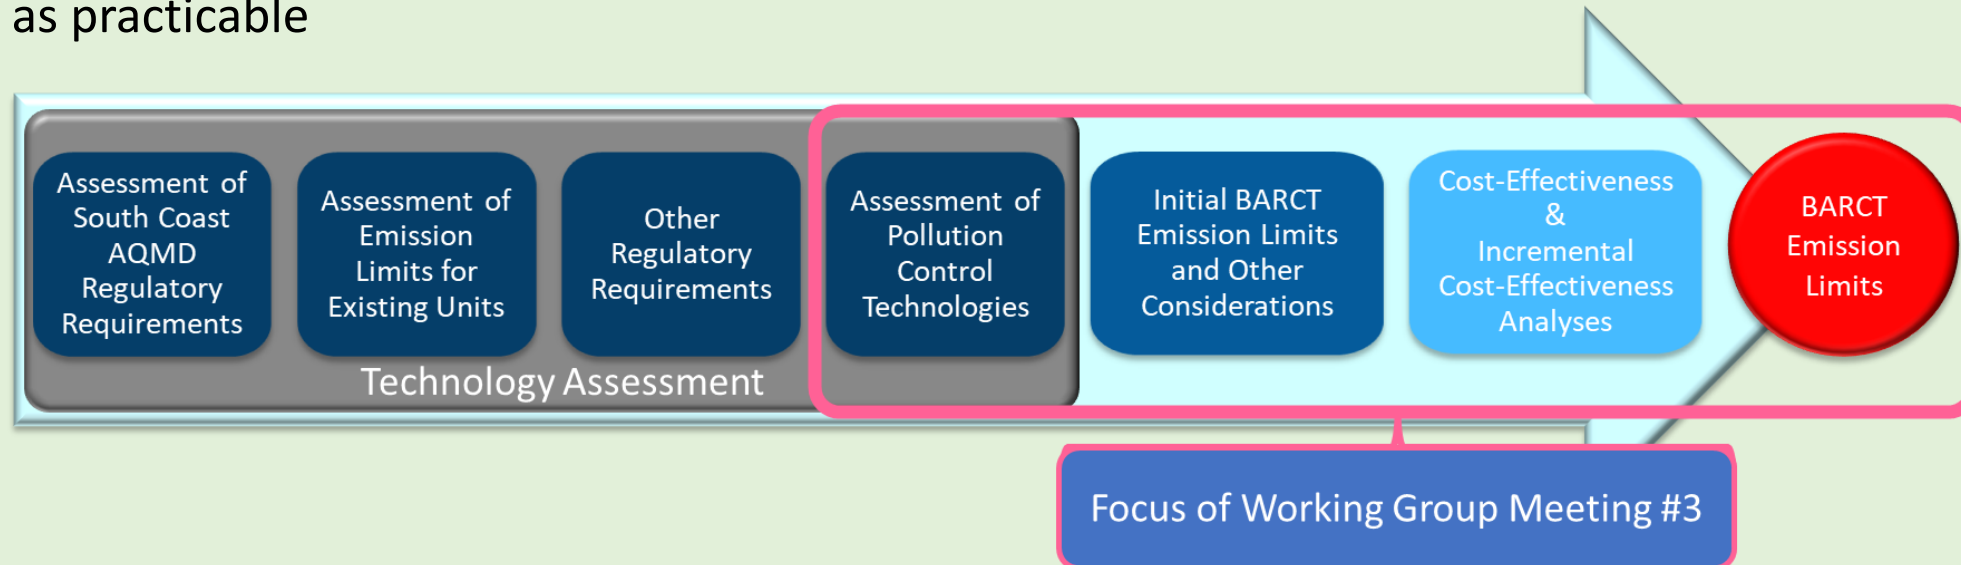 as practicable
Assessment of
South Coast
AQMD
Regulatory
Requirements
Assessment of
Emission
Limits for
Existing Units
Other
Regulatory
Requirements
Assessment of
Pollution
Control
Technologies
Technology Assessment
Initial BARCT
Emission Limits
and Other
Considerations
Cost-Effectiveness
&
Incremental
Cost-Effectiveness
Analyses
BARCT
Emission
Limits
Focus of Working Group Meeting #3